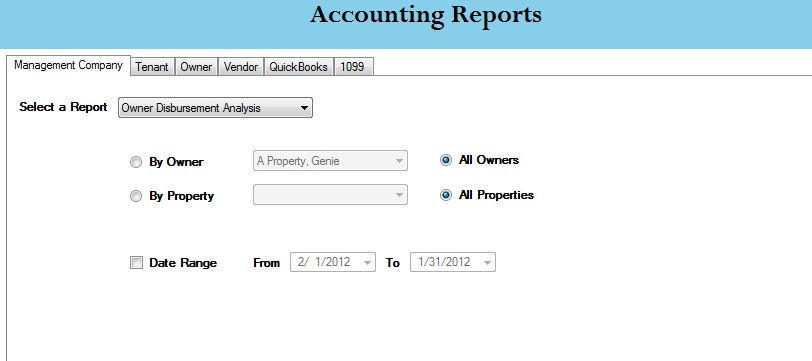 Accounting Reports
Management Company Tenant Owner Vendor QuickBooks 1099
Select a Report Owner Disbursement Analysis
By Owner A Property, Genie All Owners
By Property All Properties
Date Range From 2/ 1/2012 To 1/31/2012